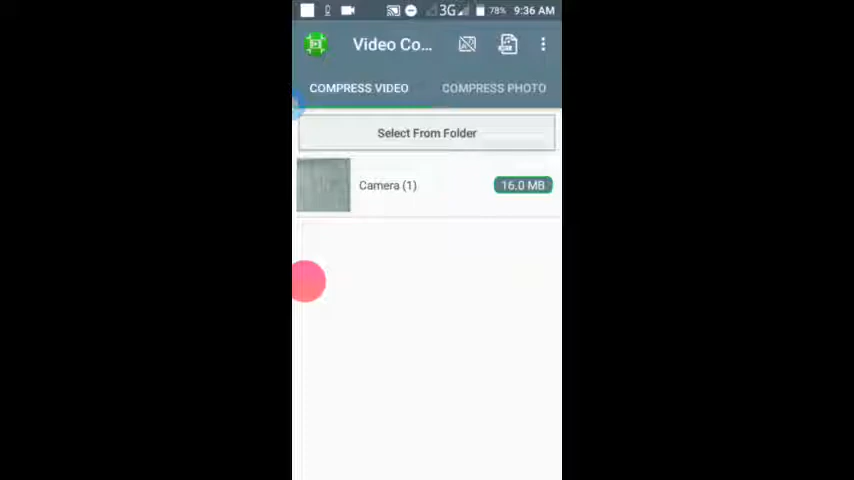 3G 78% 9:36 AM
Video Co...
COMPRESS VIDEO COMPRESS PHOTO
Select From Folder
Camera (1) 16.0 MB